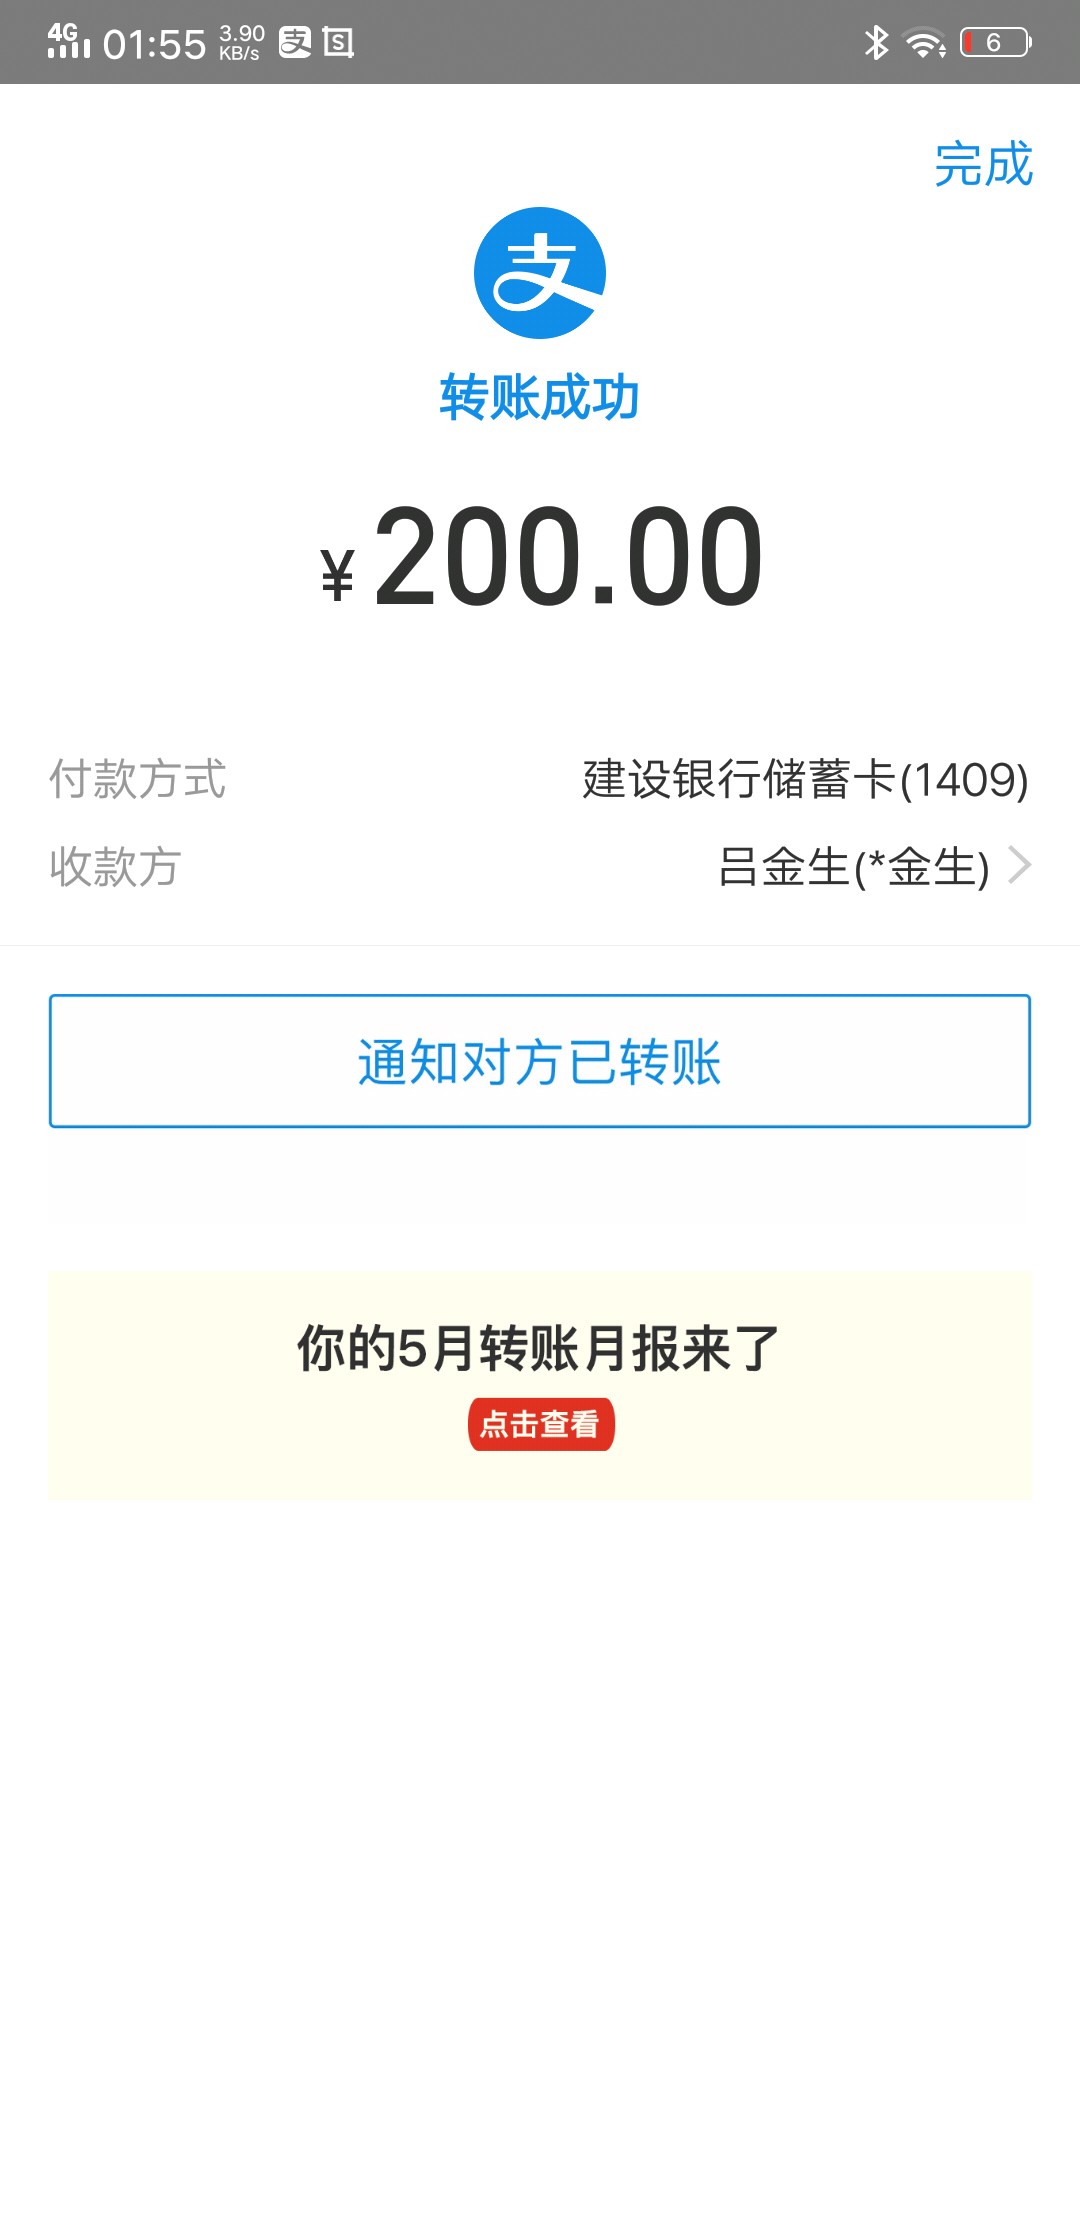 4G 01:55 3.90 KB/s 支 S 6
完成
支
转账成功
¥200.00
付款方式 建设银行储蓄卡(1409)
收款方 吕金生(*金生)
通知对方已转账
你的5月转账月报来了
点击查看